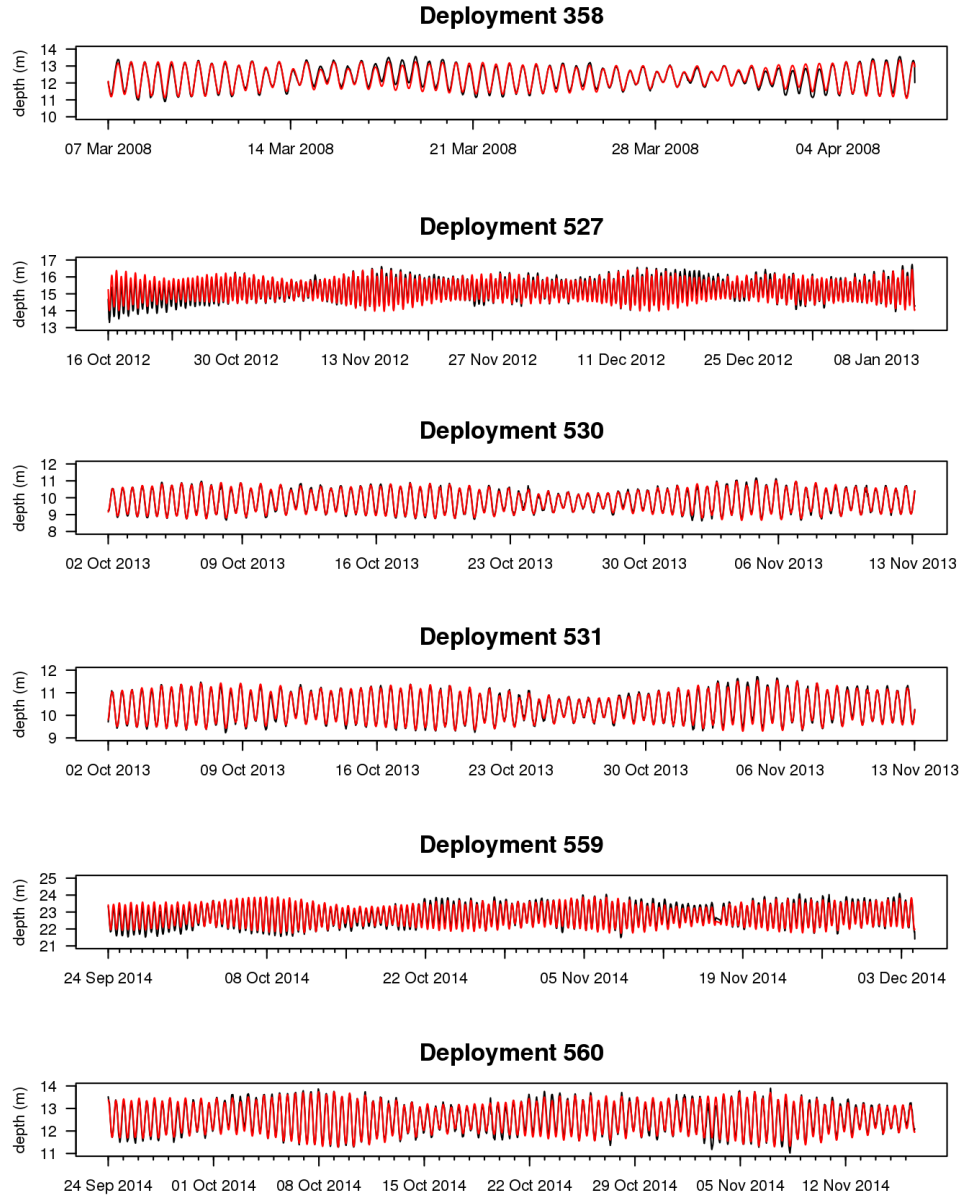 Deployment 358
depth (m)
14
13
12
11
10
07 Mar 2008 14 Mar 2008 21 Mar 2008 28 Mar 2008 04 Apr 2008
Deployment 527
depth (m)
17
16
15
14
13
16 Oct 2012 30 Oct 2012 13 Nov 2012 27 Nov 2012 11 Dec 2012 25 Dec 2012 08 Jan 2013
Deployment 530
depth (m)
12
11
10
9
8
02 Oct 2013 09 Oct 2013 16 Oct 2013 23 Oct 2013 30 Oct 2013 06 Nov 2013 13 Nov 2013
Deployment 531
depth (m)
12
11
10
9
02 Oct 2013 09 Oct 2013 16 Oct 2013 23 Oct 2013 30 Oct 2013 06 Nov 2013 13 Nov 2013
Deployment 559
depth (m)
25
24
23
22
21
24 Sep 2014 08 Oct 2014 22 Oct 2014 05 Nov 2014 19 Nov 2014 03 Dec 2014
Deployment 560
depth (m)
14
13
12
11
24 Sep 2014 01 Oct 2014 08 Oct 2014 15 Oct 2014 22 Oct 2014 29 Oct 2014 05 Nov 2014 12 Nov 2014